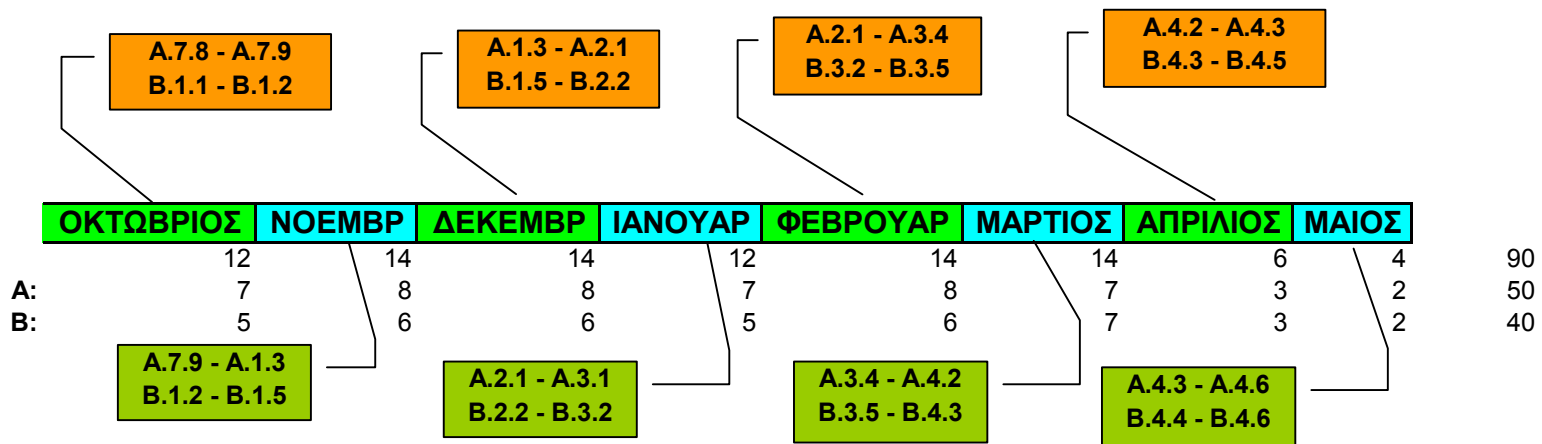 Α.7.8 - Α.7.9
Β.1.1 - Β.1.2
Α.1.3 - Α.2.1
Β.1.5 - Β.2.2
Α.2.1 - Α.3.4
Β.3.2 - Β.3.5
Α.4.2 - Α.4.3
Β.4.3 - Β.4.5
ΟΚΤΩΒΡΙΟΣ ΝΟΕΜΒΡ ΔΕΚΕΜΒΡ ΙΑΝΟΥΑΡ ΦΕΒΡΟΥΑΡ ΜΑΡΤΙΟΣ ΑΠΡΙΛΙΟΣ ΜΑΙΟΣ
12 14 14 12 14 14 6 4 90
Α: 7 8 8 7 8 7 3 2 50
Β: 5 6 6 5 6 7 3 2 40
Α.7.9 - Α.1.3
Β.1.2 - Β.1.5
Α.2.1 - Α.3.1
Β.2.2 - Β.3.2
Α.3.4 - Α.4.2
Β.3.5 - Β.4.3
Α.4.3 - Α.4.6
Β.4.4 - Β.4.6